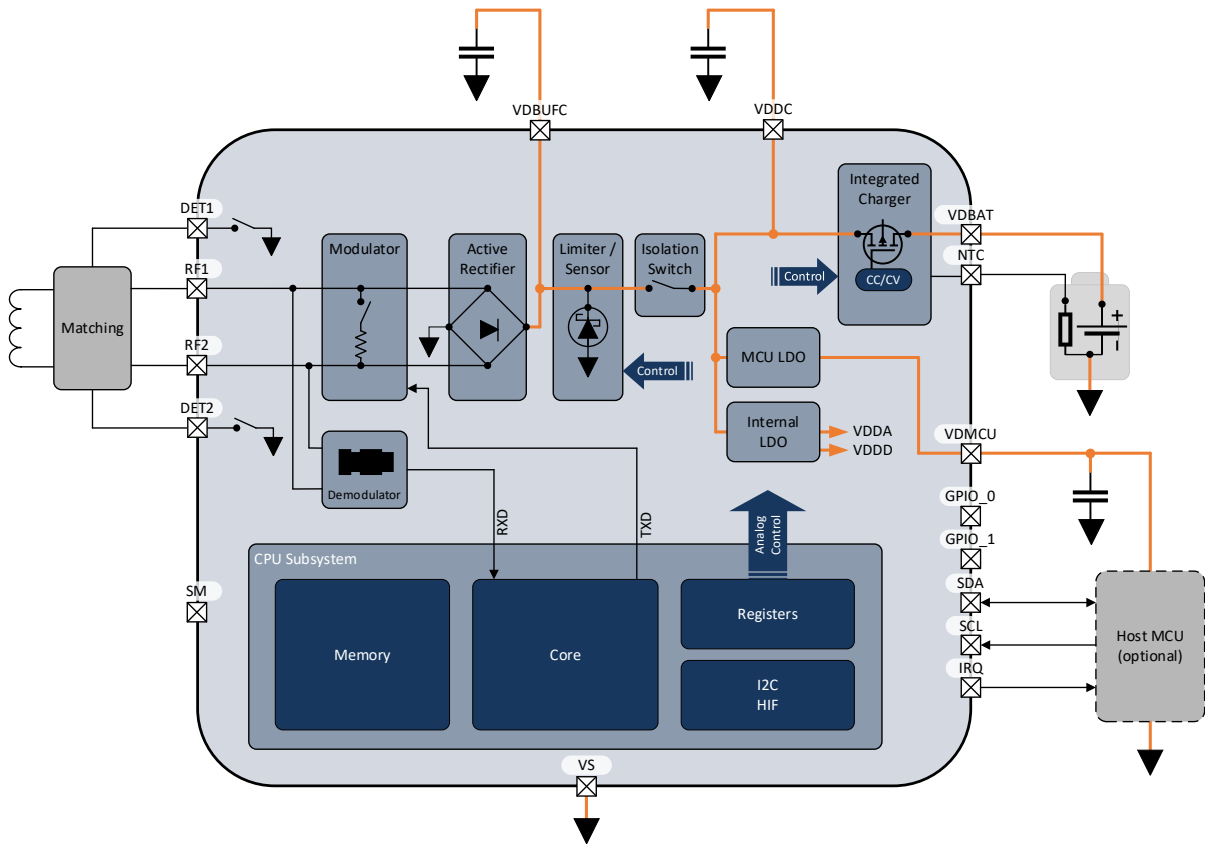 VDBUFC
VDDC
Integrated
Charger
DET1
VDBAT
Modulator
Active
Rectifier
Limiter /
Sensor
Isolation
Switch
NTC
RF1
Control
CC/CV
Matching
+
–
RF2
MCU LDO
Control
DET2
Internal
LDO
VDDA
VDDD
VDMCU
Demodulator
GPIO_0
RXD
TXD
Analog
Control
GPIO_1
CPU Subsystem
SM
SDA
Memory
Core
Registers
SCL
Host MCU
(optional)
IRQ
I2C
HIF
VS